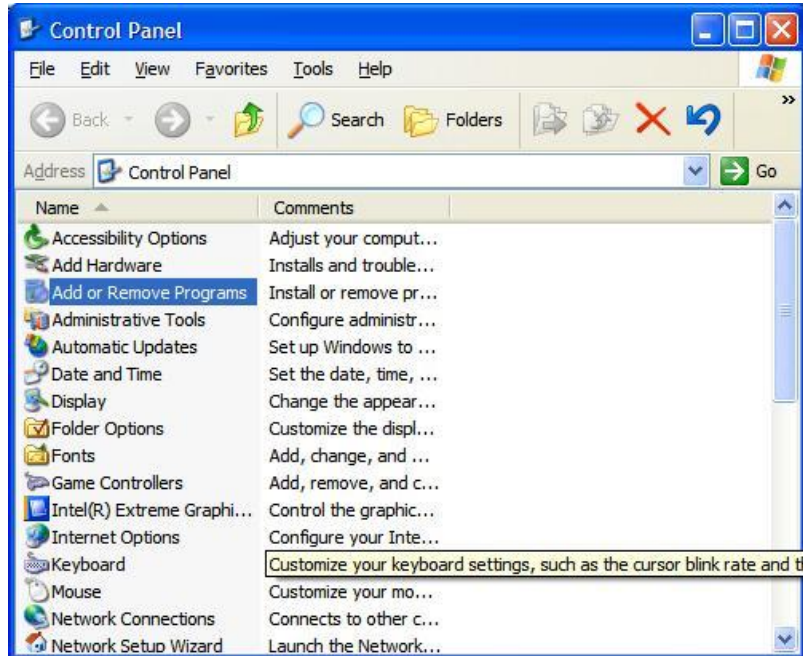 Control Panel
File Edit View Favorites Tools Help
Back Search Folders »
Address Control Panel Go
Name Comments
Accessibility Options Adjust your comput...
Add Hardware Installs and trouble...
Add or Remove Programs Install or remove pr...
Administrative Tools Configure administr...
Automatic Updates Set up Windows to ...
Date and Time Set the date, time, ...
Display Change the appear...
Folder Options Customize the displ...
Fonts Add, change, and ...
Game Controllers Add, remove, and c...
Intel(R) Extreme Graphi... Control the graphic...
Internet Options Configure your Inte...
Keyboard Customize your keyboard settings, such as the cursor blink rate and th
Mouse Customize your mo...
Network Connections Connects to other c...
Network Setup Wizard Launch the Network...